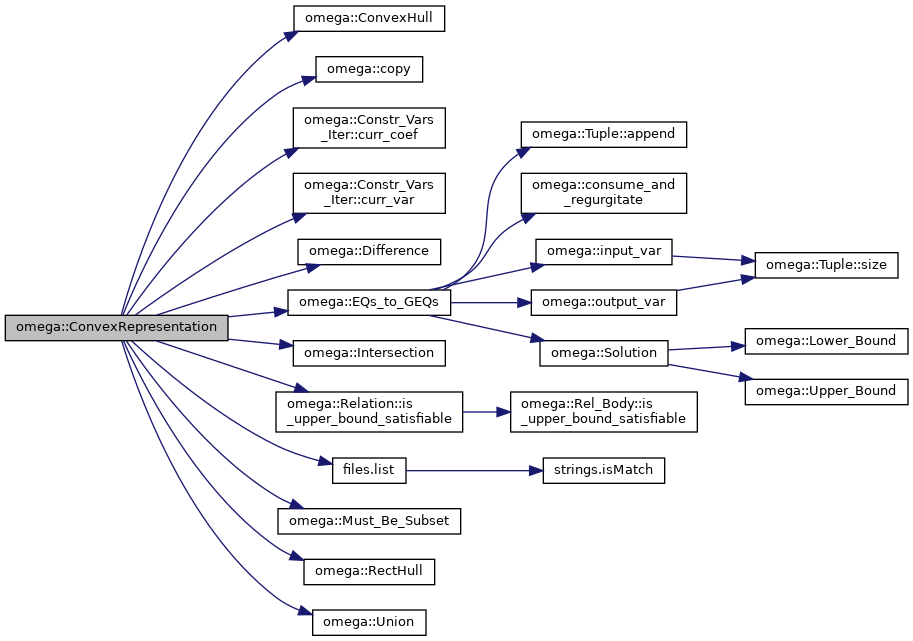 omega::ConvexRepresentation
omega::ConvexHull
omega::copy
omega::Constr_Vars
_Iter::curr_coef
omega::Constr_Vars
_Iter::curr_var
omega::Difference
omega::EQs_to_GEQs
omega::Intersection
omega::Relation::is
_upper_bound_satisfiable
files.list
omega::Must_Be_Subset
omega::RectHull
omega::Union
omega::Tuple::append
omega::consume_and
_regurgitate
omega::input_var
omega::output_var
omega::Solution
omega::Rel_Body::is
_upper_bound_satisfiable
strings.isMatch
omega::Tuple::size
omega::Lower_Bound
omega::Upper_Bound